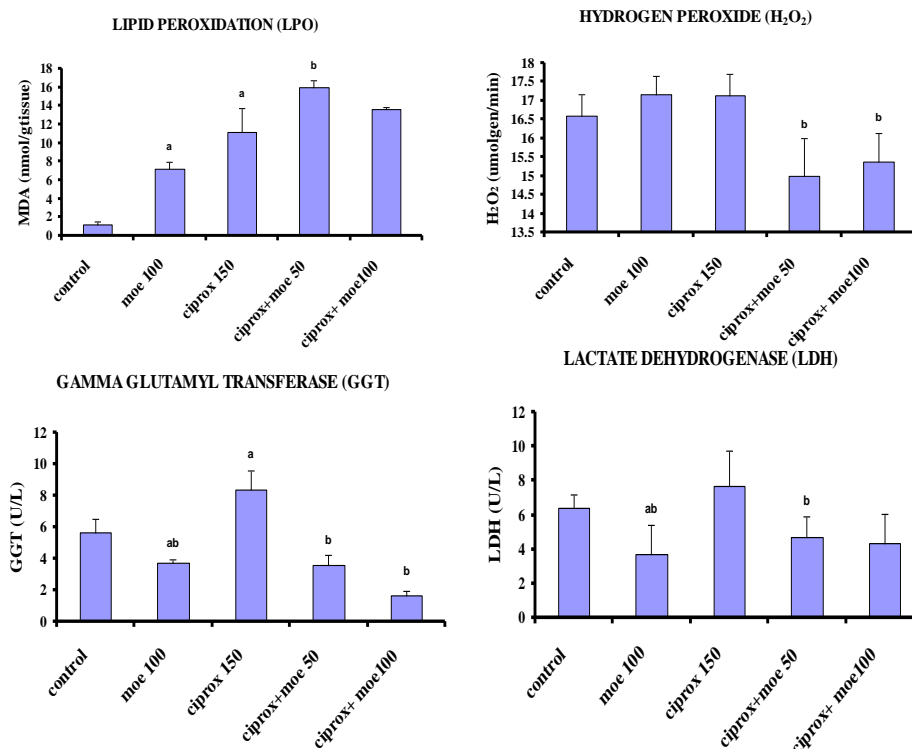 LIPID PEROXIDATION (LPO)
MDA (nmol/gtissue)
18
16
14
12
10
8
6
4
2
0
a
a
b
control
moe 100
ciprox 150
ciprox+moe 50
ciprox+ moe100
HYDROGEN PEROXIDE (H₂O₂)
H₂O₂ (umolgen/min)
18
17.5
17
16.5
16
15.5
15
14.5
14
13.5
b
b
control
moe 100
ciprox 150
ciprox+moe 50
ciprox+ moe100
GAMMA GLUTAMYL TRANSFERASE (GGT)
GGT (U/L)
12
10
8
6
4
2
0
ab
a
b
b
control
moe 100
ciprox 150
ciprox+moe 50
ciprox+ moe100
LACTATE DEHYDROGENASE (LDH)
LDH (U/L)
12
10
8
6
4
2
0
ab
b
control
moe 100
ciprox 150
ciprox+moe 50
ciprox+ moe100